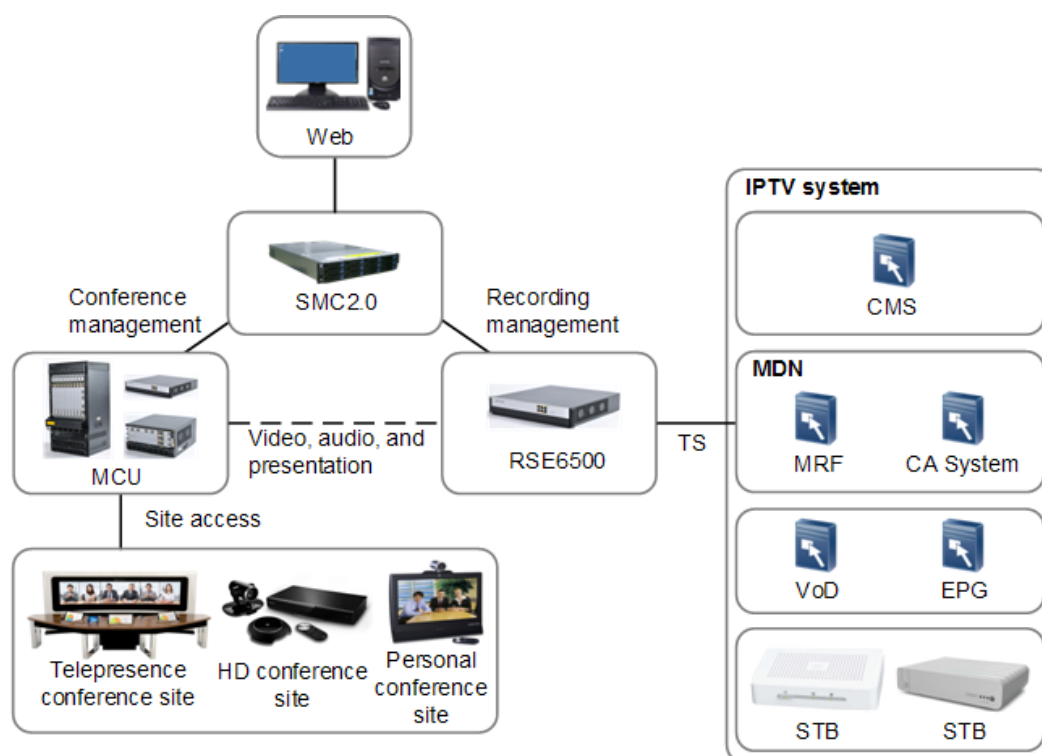 Web
SMC2.0
Conference
management
Recording
management
MCU
Video, audio, and
presentation
RSE6500
TS
Site access
Telepresence
conference site
HD conference
site
Personal
conference
site
IPTV system
CMS
MDN
MRF
CA System
VoD
EPG
STB
STB